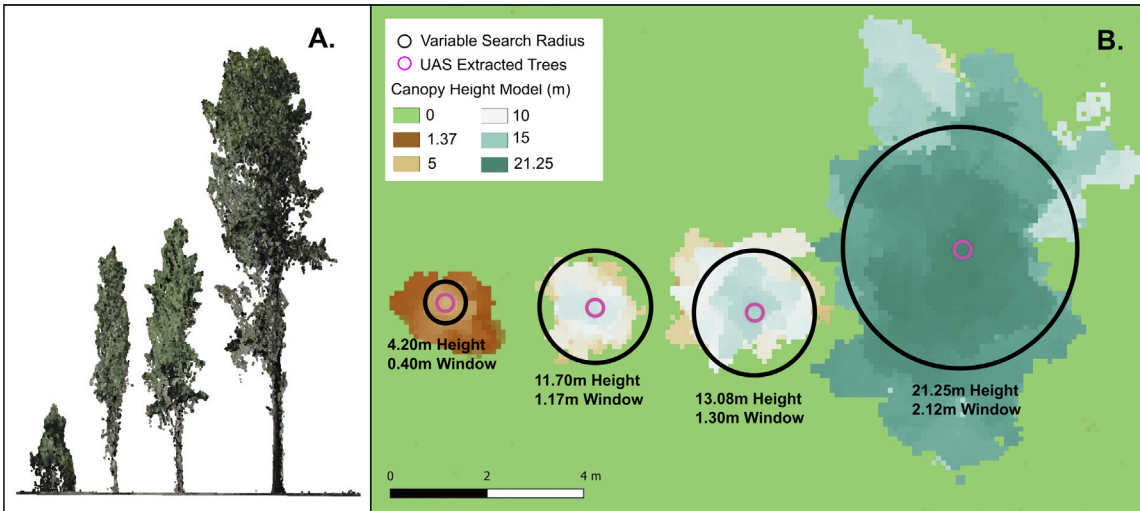 A.
Variable Search Radius
UAS Extracted Trees
Canopy Height Model (m)
0
10
1.37
15
5
21.25
B.
4.20m Height
0.40m Window
11.70m Height
1.17m Window
13.08m Height
1.30m Window
21.25m Height
2.12m Window
0 2 4 m